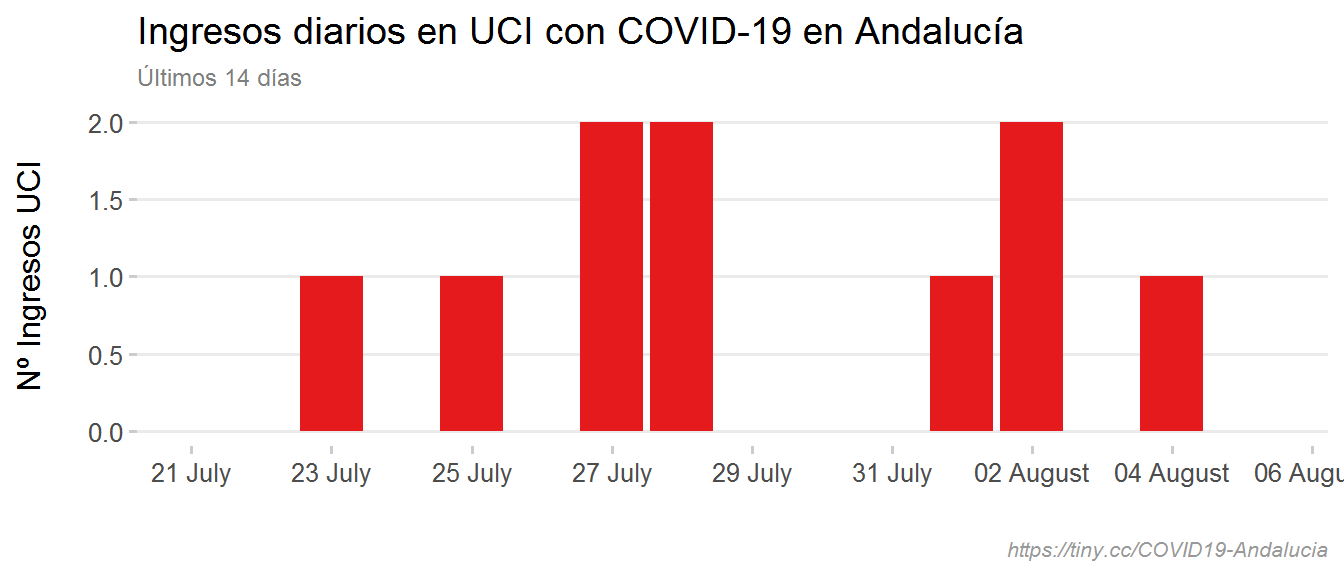 Ingresos diarios en UCI con COVID-19 en Andalucía
Últimos 14 días
Nº Ingresos UCI
2.0
1.5
1.0
0.5
0.0
21 July 23 July 25 July 27 July 29 July 31 July 02 August 04 August 06 Augu
https://tiny.cc/COVID19-Andalucia